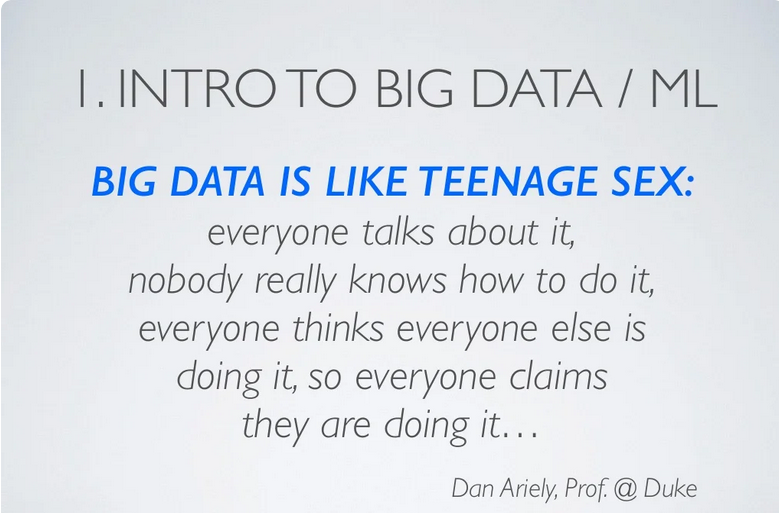 1. INTRO TO BIG DATA / ML
BIG DATA IS LIKE TEENAGE SEX:
everyone talks about it,
nobody really knows how to do it,
everyone thinks everyone else is
doing it, so everyone claims
they are doing it…
Dan Ariely, Prof. @ Duke